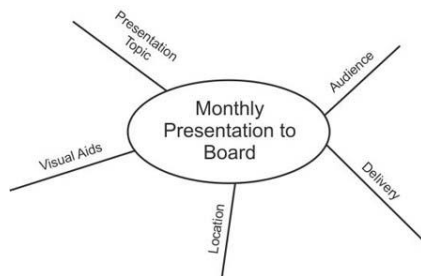 Presentation
Topic
Audience
Monthly
Presentation to
Board
Visual Aids
Delivery
Location